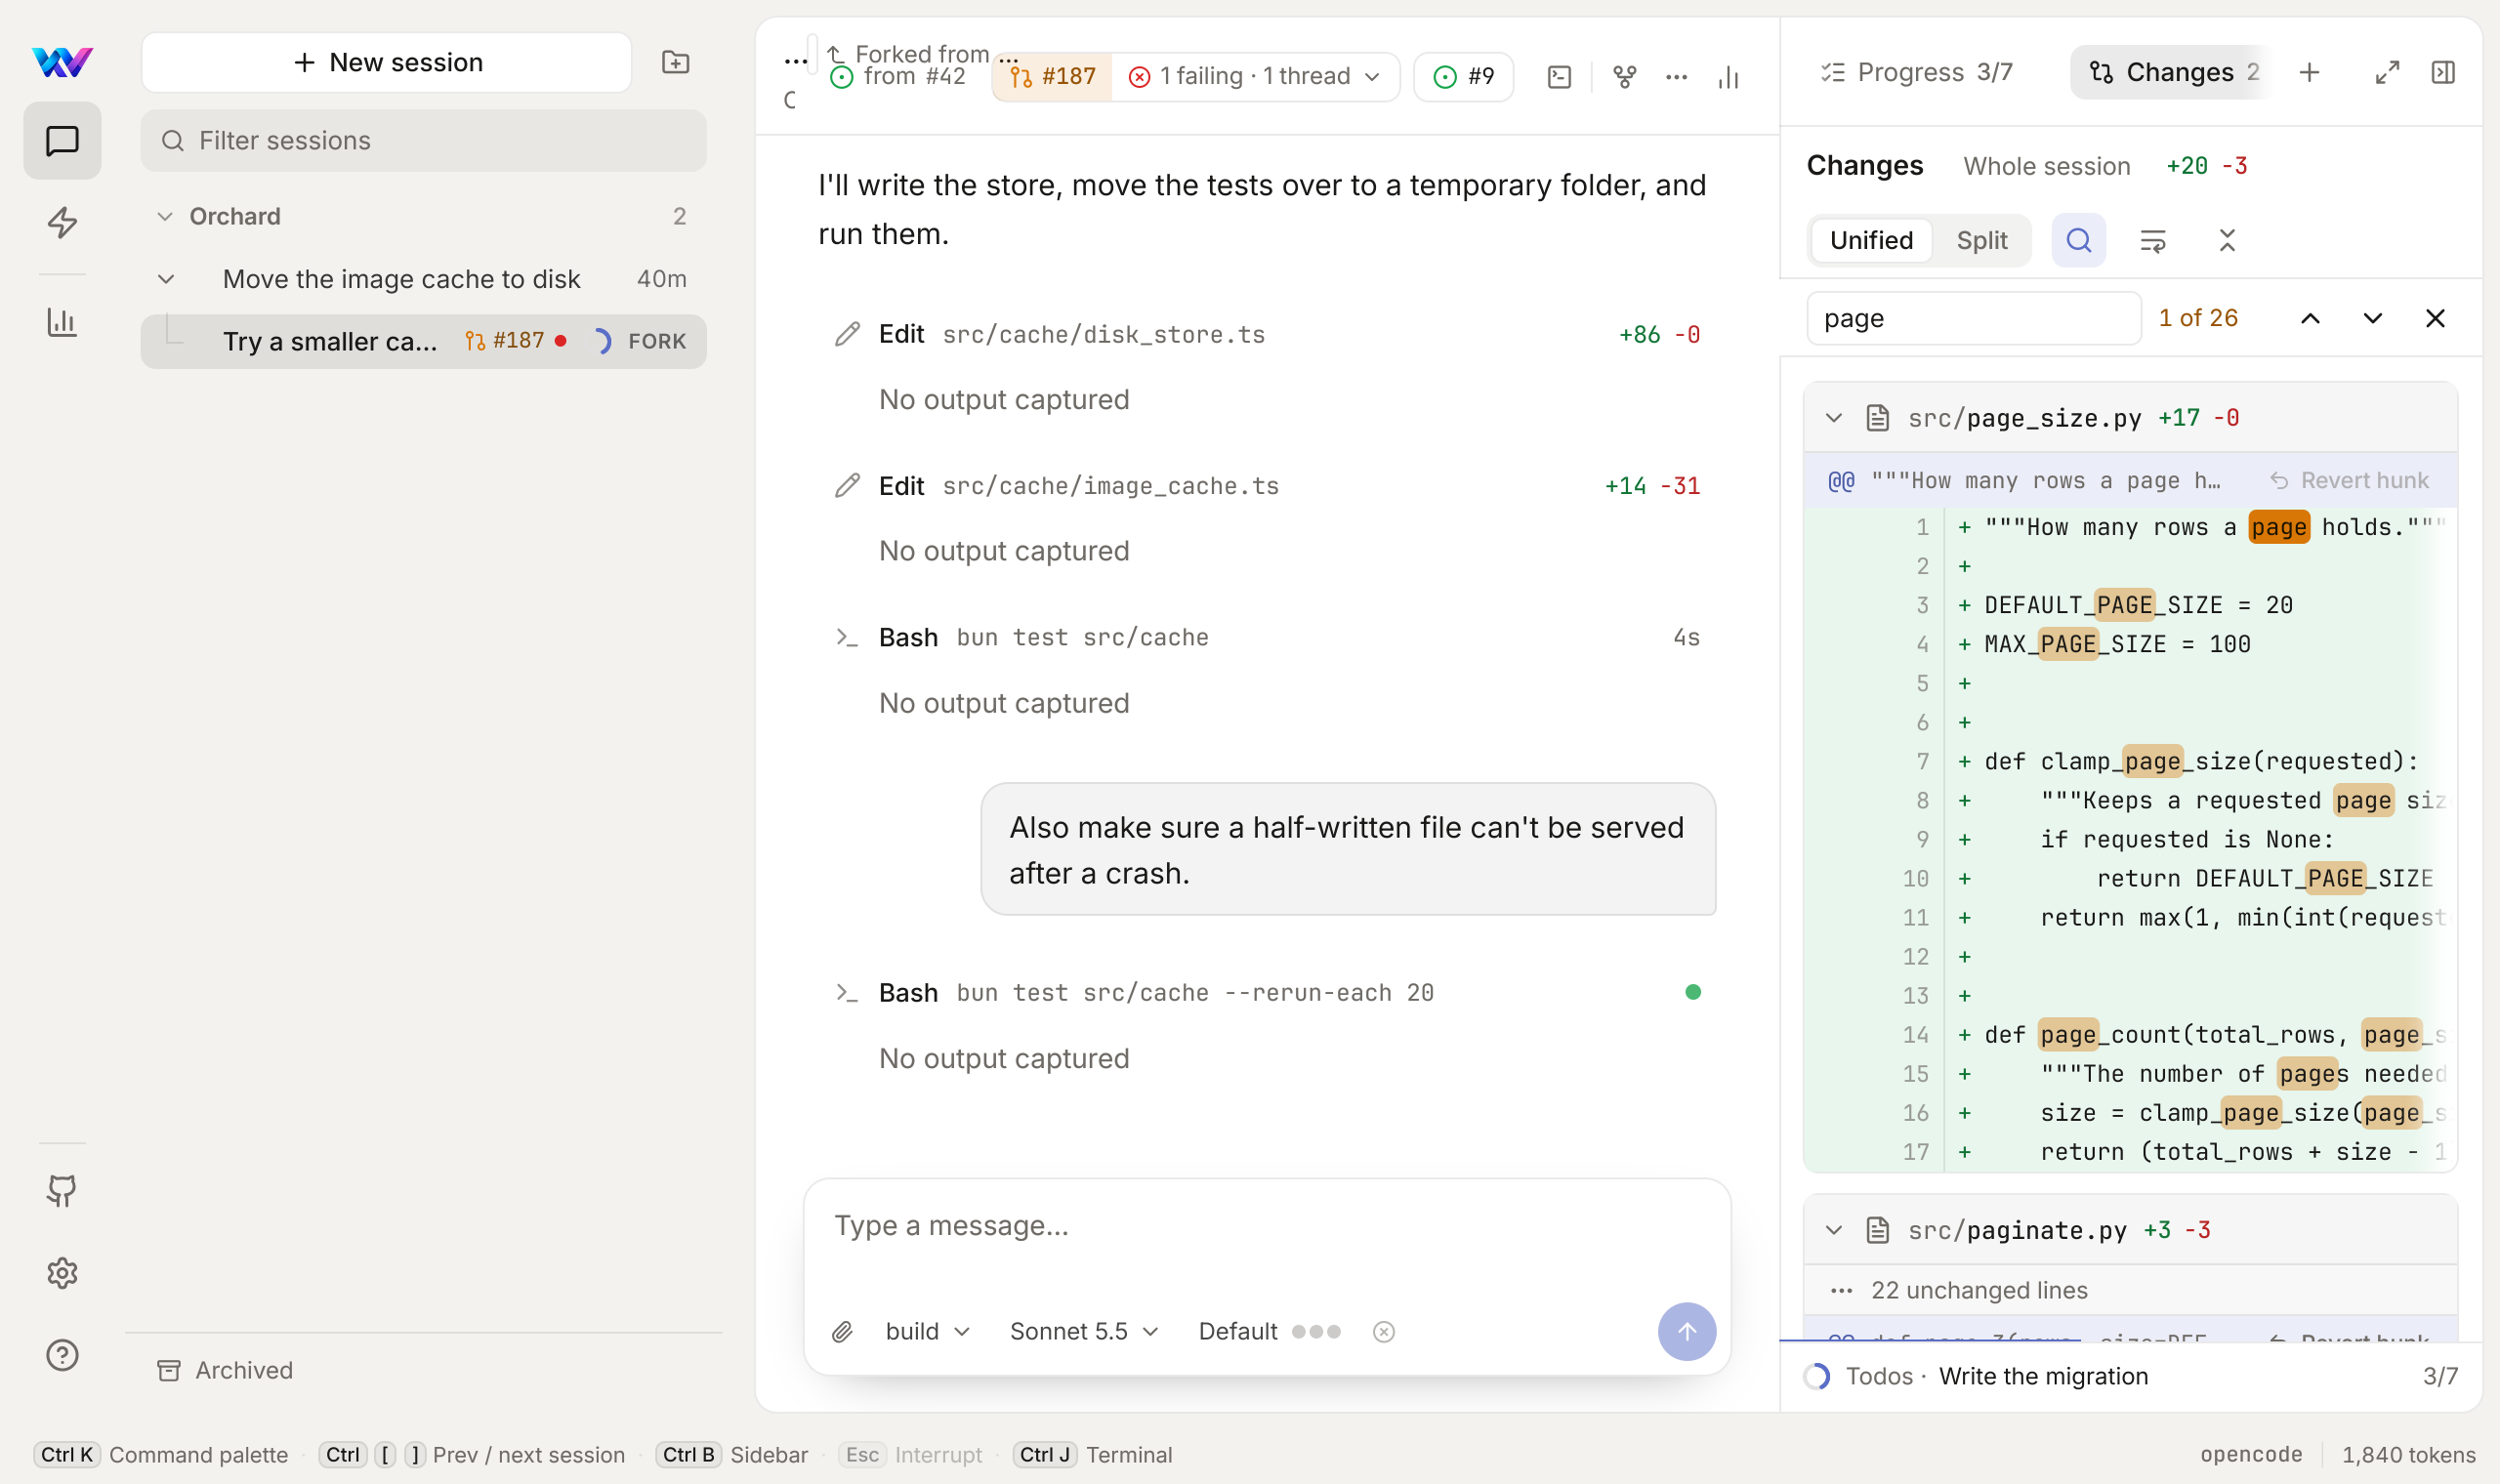 New session
Filter sessions
Orchard 2
Move the image cache to disk 40m
Try a smaller ca... #187 FORK
Archived
Forked from ...
from #42
#187 1 failing · 1 thread
#9
I'll write the store, move the tests over to a temporary folder, and
run them.
Edit src/cache/disk_store.ts +86 -0
No output captured
Edit src/cache/image_cache.ts +14 -31
No output captured
Bash bun test src/cache 4s
No output captured
Also make sure a half-written file can't be served
after a crash.
Bash bun test src/cache --rerun-each 20
No output captured
Type a message...
build Sonnet 5.5 Default
Progress 3/7 Changes 2
Changes Whole session +20 -3
Unified Split
page 1 of 26
src/page_size.py +17 -0
@@ """How many rows a page h… Revert hunk
1 + """How many rows a page holds."""
2 +
3 + DEFAULT_PAGE_SIZE = 20
4 + MAX_PAGE_SIZE = 100
5 +
6 +
7 + def clamp_page_size(requested):
8 + """Keeps a requested page siz
9 + if requested is None:
10 + return DEFAULT_PAGE_SIZE
11 + return max(1, min(int(request
12 +
13 +
14 + def page_count(total_rows, page_s
15 + """The number of pages needed
16 + size = clamp_page_size(page_s
17 + return (total_rows + size - 1
src/paginate.py +3 -3
... 22 unchanged lines
Revert hunk
Todos · Write the migration 3/7
Ctrl K Command palette · Ctrl [ ] Prev / next session · Ctrl B Sidebar · Esc Interrupt · Ctrl J Terminal
opencode 1,840 tokens